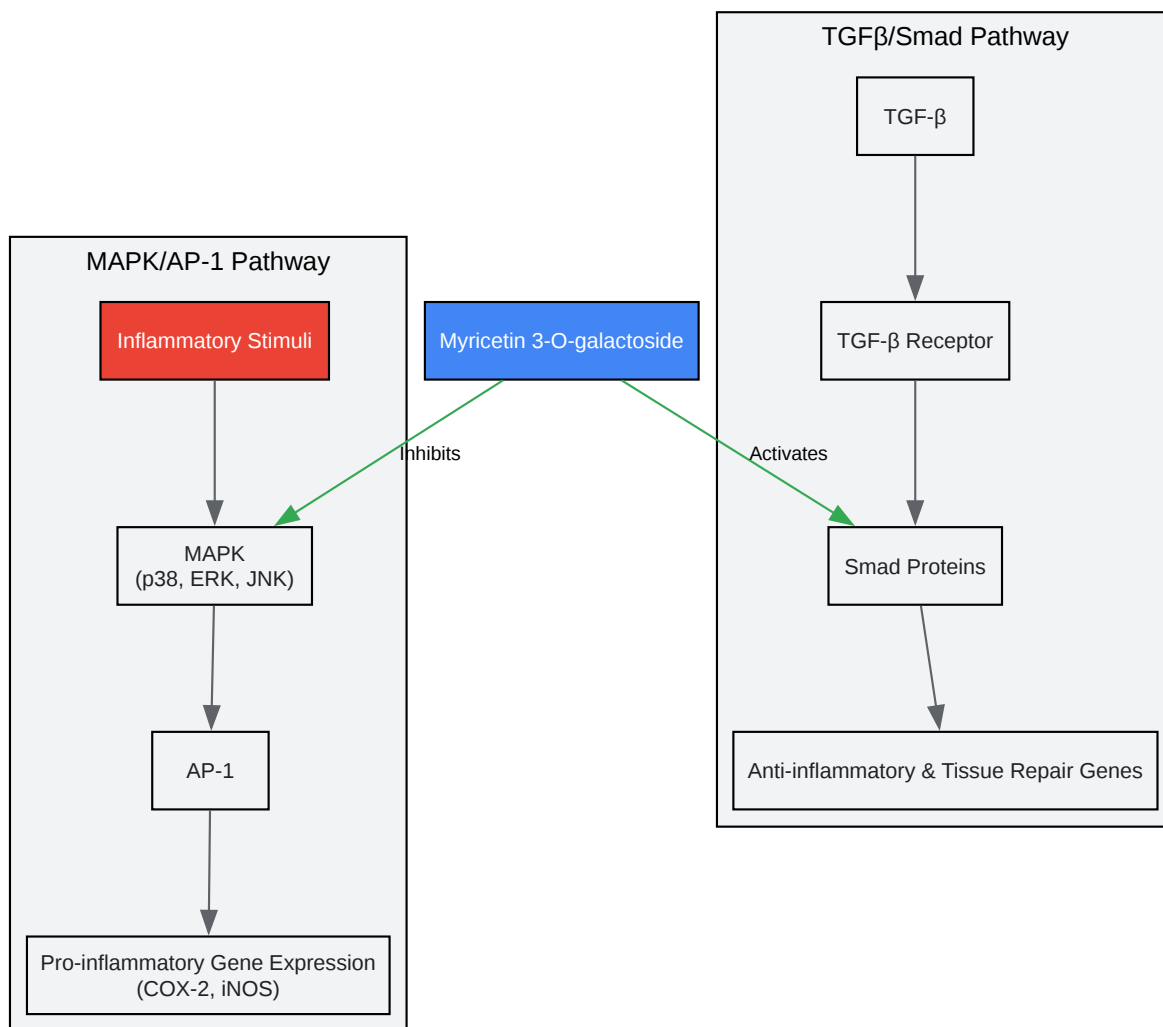 TGFβ/Smad Pathway
TGF-β
MAPK/AP-1 Pathway
Inflammatory Stimuli
Myricetin 3-O-galactoside
TGF-β Receptor
Inhibits
Activates
MAPK
(p38, ERK, JNK)
Smad Proteins
AP-1
Anti-inflammatory & Tissue Repair Genes
Pro-inflammatory Gene Expression
(COX-2, iNOS)